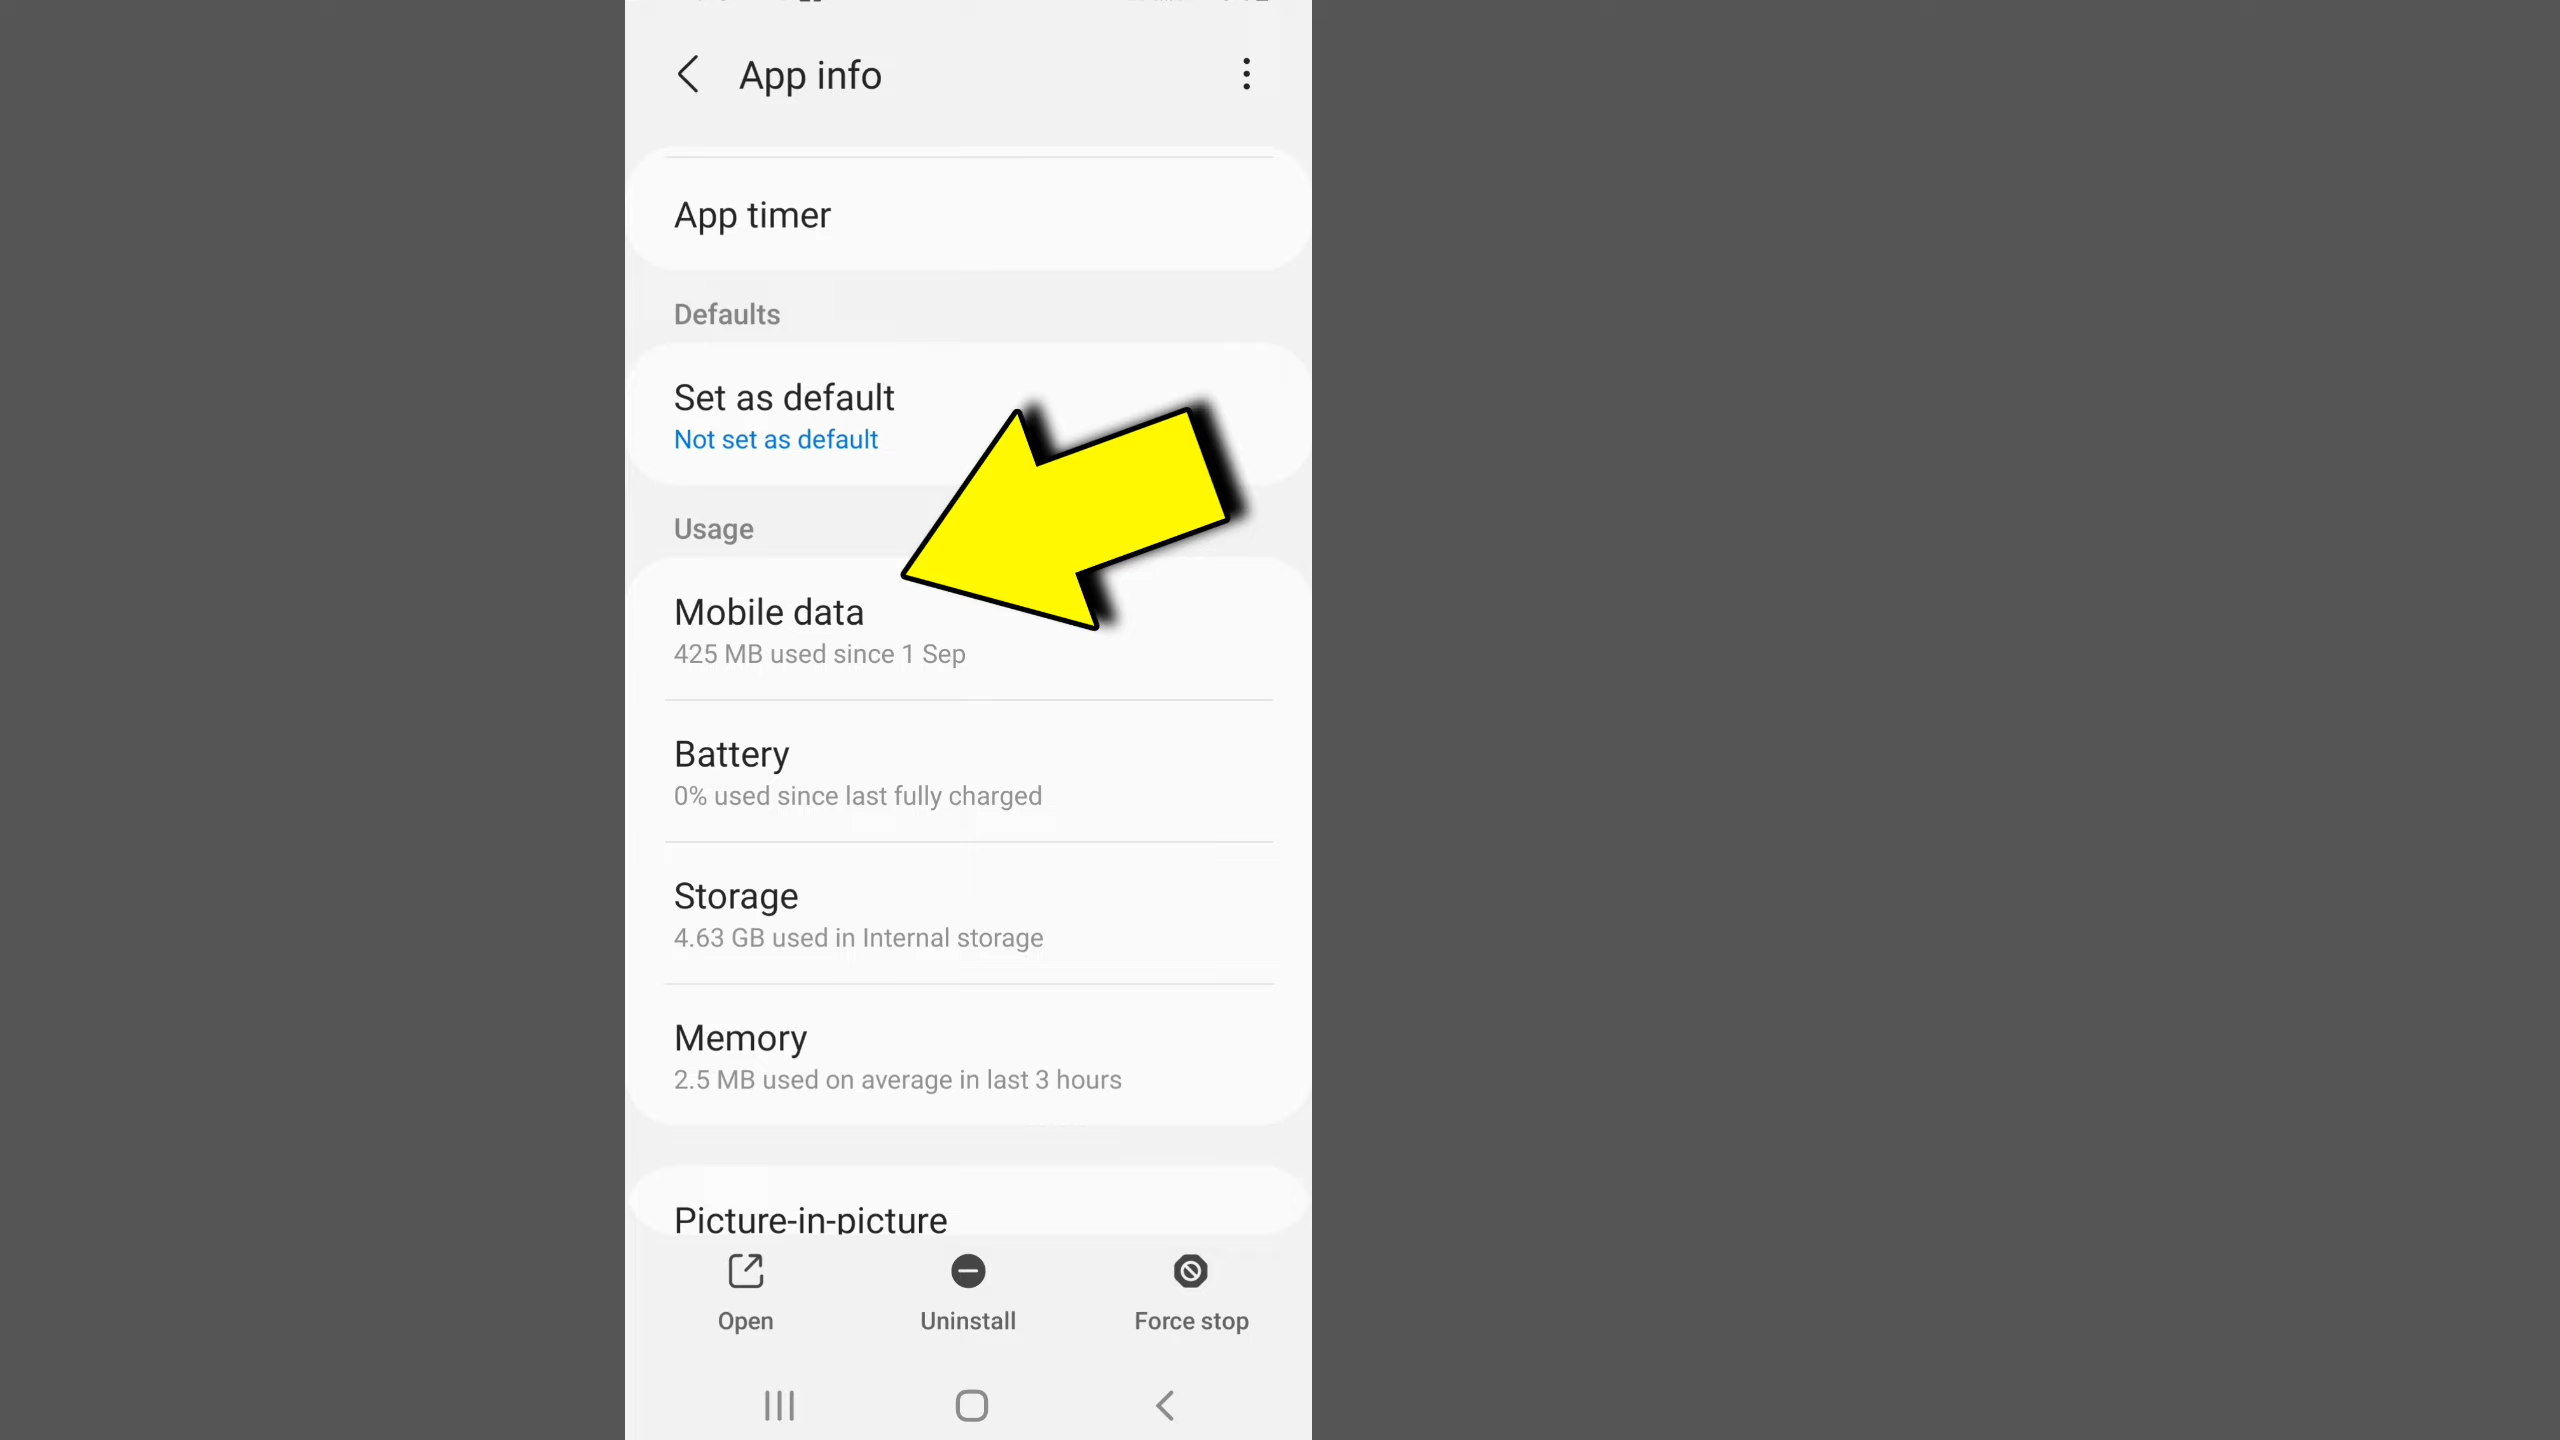 App info
App timer
Defaults
Set as default
Not set as default
Usage
Mobile data
425 MB used since 1 Sep
Battery
0% used since last fully charged
Storage
4.63 GB used in Internal storage
Memory
2.5 MB used on average in last 3 hours
Picture-in-picture
Open
Uninstall
Force stop